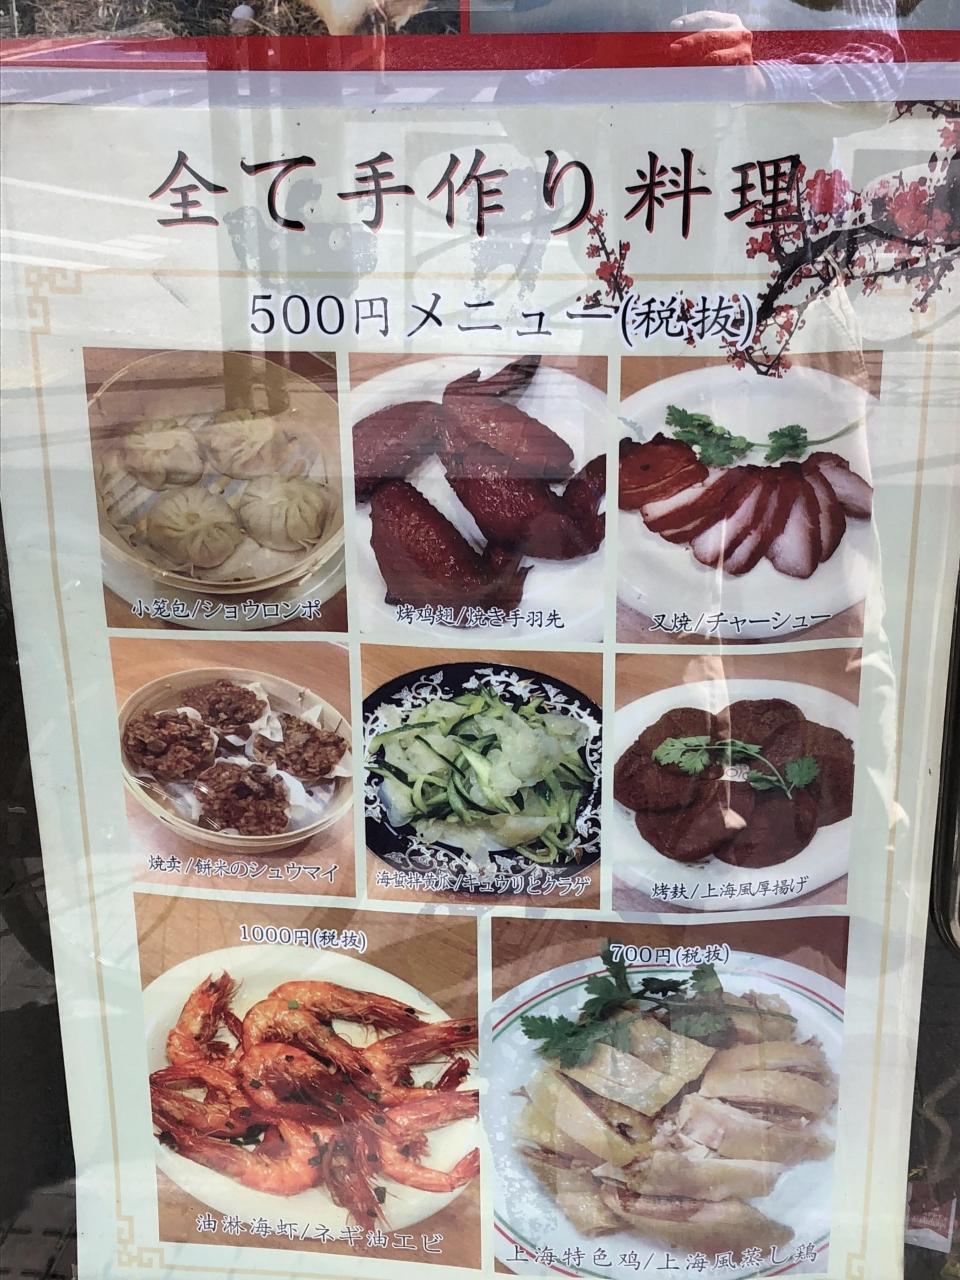 全て手作り料理
500円メニュー(税抜)
小笼包/ショウロンポ
烤鸡翅/焼き手羽先
叉焼/チャーシュー
焼卖/餅米のシュウマイ
海蜇拌黄瓜/キュウリとクラゲ
烤麸/上海風厚揚げ
1000円(税抜)
700円(税抜)
油淋海虾/ネギ油エビ
上海特色鸡/上海風蒸し鶏